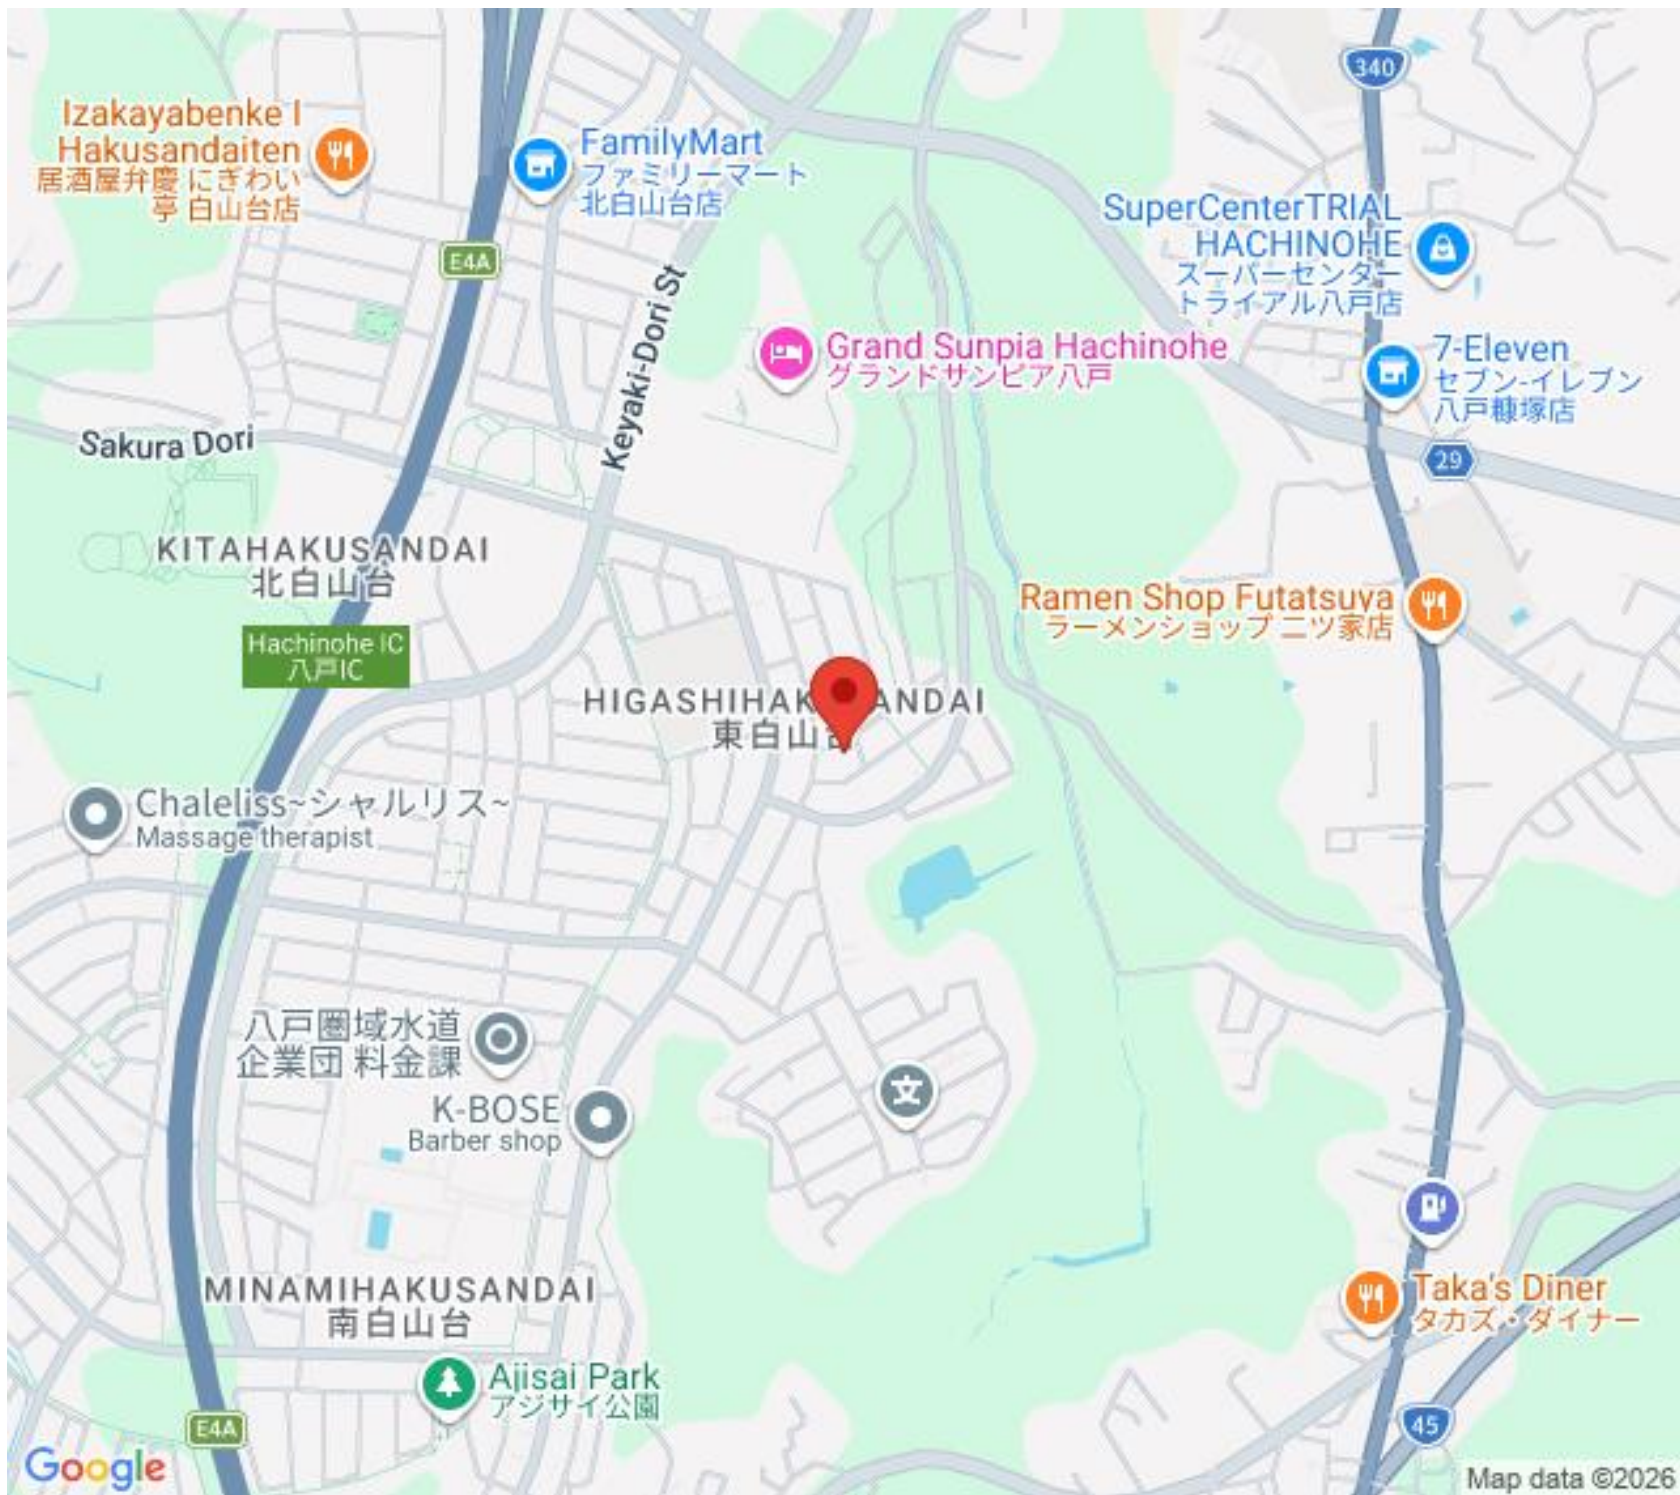 340
Izakayabenke I
Hakusandaiten
居酒屋弁慶 にぎわい
亭 白山台店
FamilyMart
ファミリーマート
北白山台店
SuperCenterTRIAL
HACHINOHE
スーパーセンター
トライアル八戸店
E4A
Keyaki-Dori St
Grand Sunpia Hachinohe
グランドサンピア八戸
7-Eleven
セブン-イレブン
八戸糠塚店
Sakura Dori
29
KITAHAKUSANDAI
北白山台
Hachinohe IC
八戸IC
Ramen Shop Futatsuya
ラーメンショップ 二ツ家店
HIGASHIHAK ANDAI
東白山台
Chaleliss~シャルリス~
Massage therapist
八戸圏域水道
企業団 料金課
K-BOSE
Barber shop
文
MINAMIHAKUSANDAI
南白山台
Taka's Diner
タカズ・ダイナー
Ajisai Park
アジサイ公園
E4A
45
Google
Map data ©2026